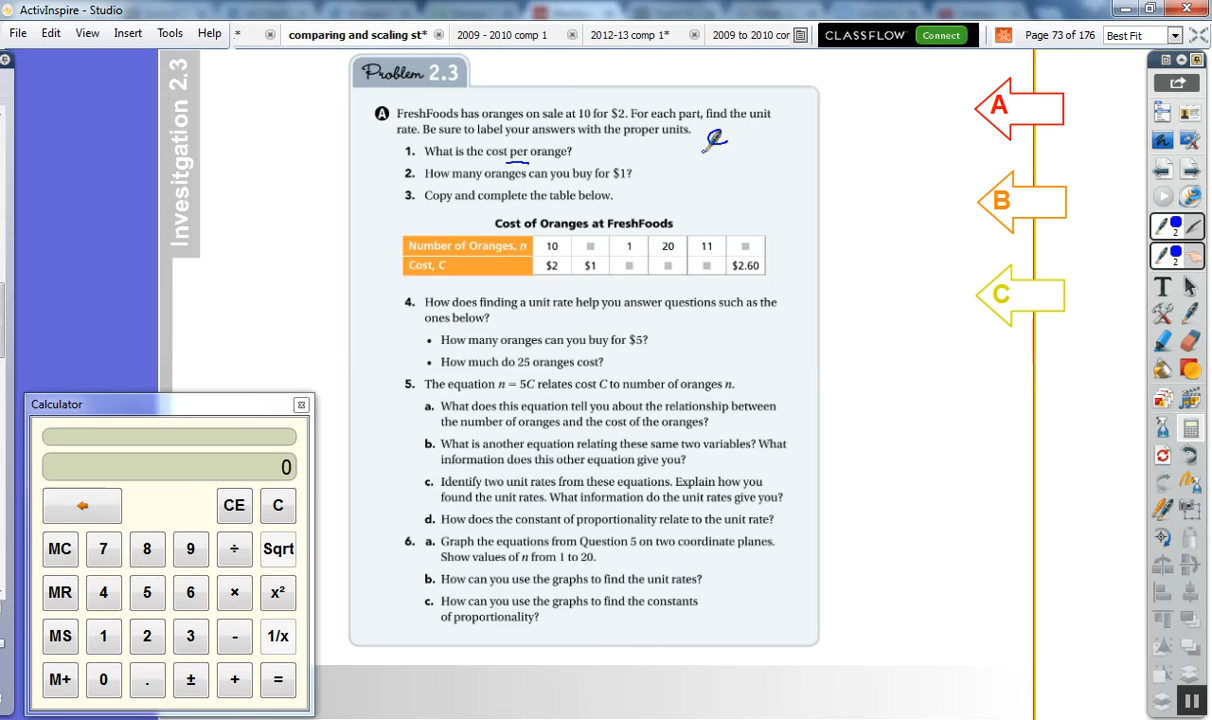 ActivInspire - Studio
File Edit View Insert Tools Help
* comparing and scaling st* 2009 - 2010 comp 1 2012-13 comp 1* 2009 to 2010 cor CLASSFLOW Connect Page 73 of 176 Best Fit
Invesitgation 2.3
Problem 2.3
A FreshFoods has oranges on sale at 10 for $2. For each part, find the unit
rate. Be sure to label your answers with the proper units.
1. What is the cost per orange?
2. How many oranges can you buy for $1?
3. Copy and complete the table below.
Cost of Oranges at FreshFoods
Number of Oranges, n 10 1 20 11
Cost, C $2 $1 $2.60
4. How does finding a unit rate help you answer questions such as the
ones below?
• How many oranges can you buy for $5?
• How much do 25 oranges cost?
5. The equation n = 5C relates cost C to number of oranges n.
a. What does this equation tell you about the relationship between
the number of oranges and the cost of the oranges?
b. What is another equation relating these same two variables? What
information does this other equation give you?
c. Identify two unit rates from these equations. Explain how you
found the unit rates. What information do the unit rates give you?
d. How does the constant of proportionality relate to the unit rate?
6. a. Graph the equations from Question 5 on two coordinate planes.
Show values of n from 1 to 20.
b. How can you use the graphs to find the unit rates?
c. How can you use the graphs to find the constants
of proportionality?
A
B
C
Calculator
0
CE C
MC 7 8 9 ÷ Sqrt
MR 4 5 6 × x²
MS 1 2 3 - 1/x
M+ 0 . ± + =
2
2
T